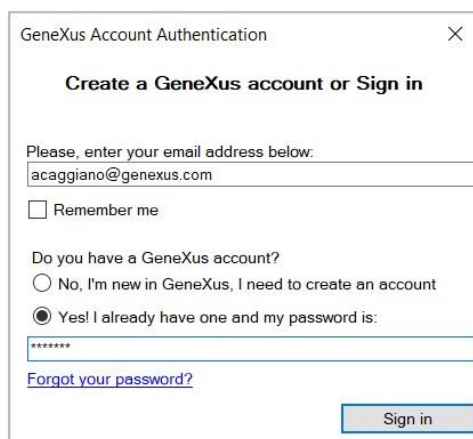 GeneXus Account Authentication
Create a GeneXus account or Sign in
Please, enter your email address below:
acaggiano@genexus.com
Remember me
Do you have a GeneXus account?
No, I'm new in GeneXus, I need to create an account
Yes! I already have one and my password is:
*******
Forgot your password?
Sign in